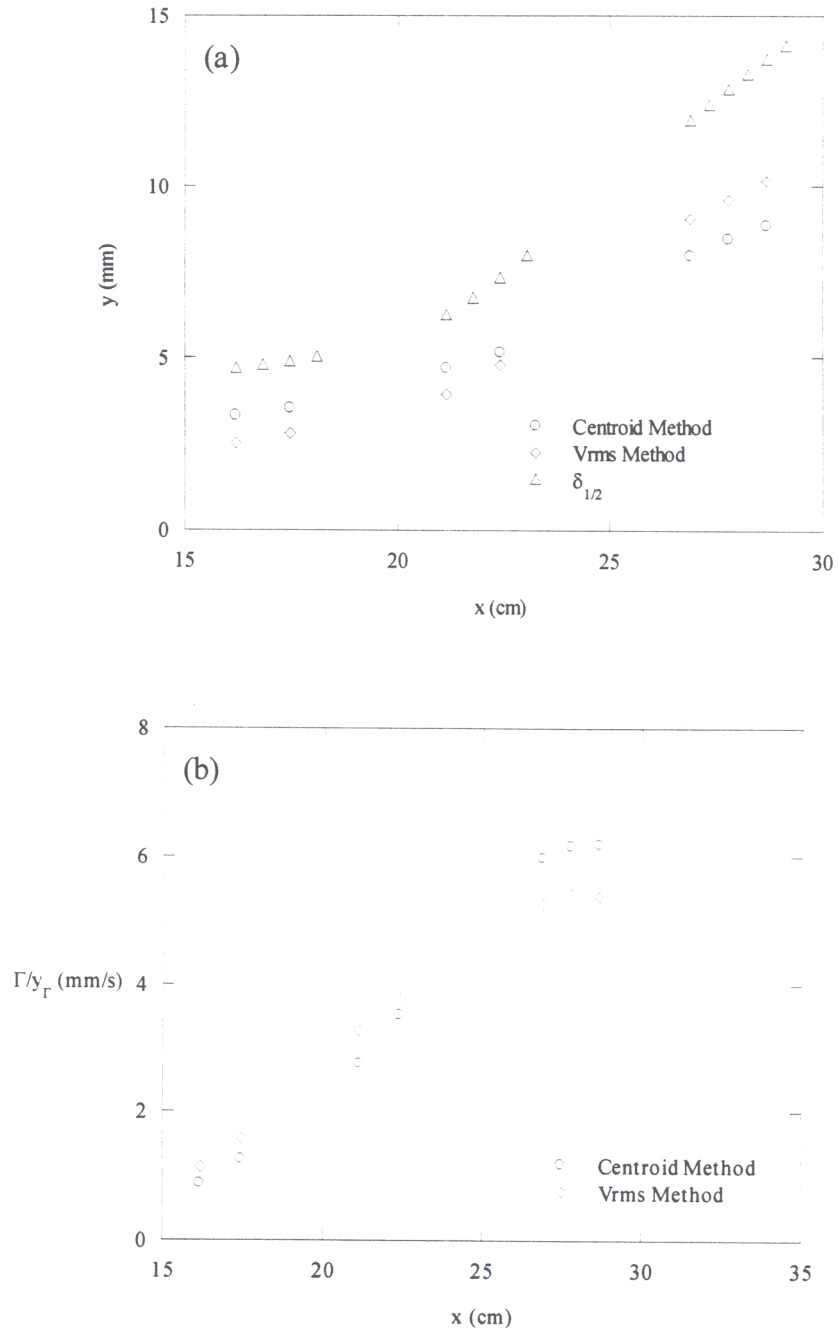 15
(a)
10
y (mm)
5
Centroid Method
Vrms Method
δ1/2
0
15 20 25 30
x (cm)
8
(b)
6
Γ/yΓ (mm/s)
4
2
Centroid Method
Vrms Method
0
15 20 25 30 35
x (cm)